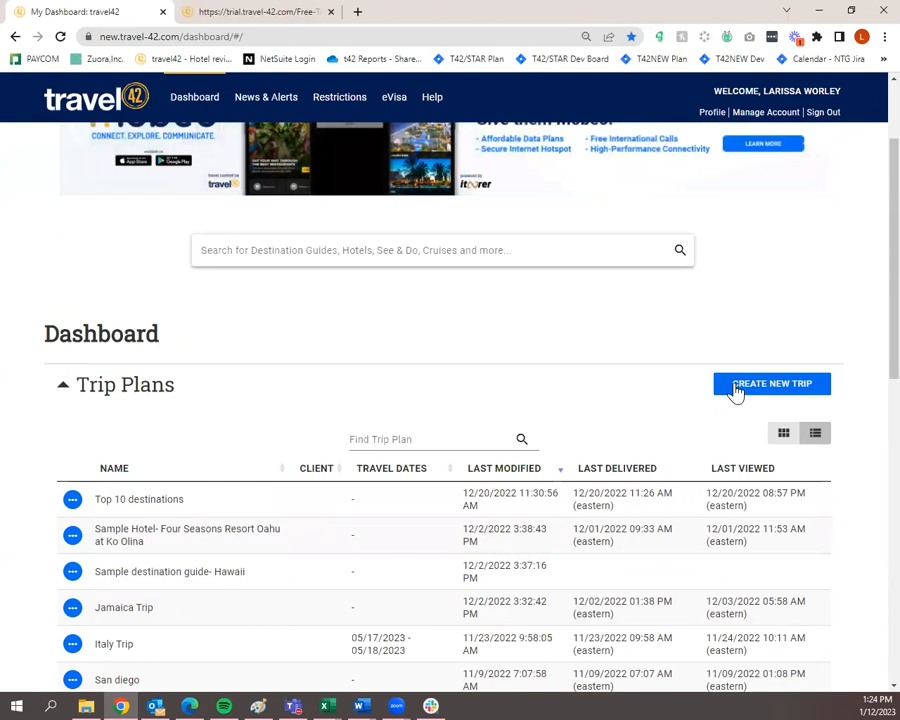 My Dashboard: travel42
https://trial.travel-42.com/Free-T
new.travel-42.com/dashboard/#/
PAYCOM
Zuora,Inc.
travel42 - Hotel revi...
NetSuite Login
t42 Reports - Share...
T42/STAR Plan
T42/STAR Dev Board
T42NEW Plan
T42NEW Dev
Calendar - NTG Jira
travel 42
Dashboard
News & Alerts
Restrictions
eVisa
Help
WELCOME, LARISSA WORLEY
Profile | Manage Account | Sign Out
CONNECT. EXPLORE. COMMUNICATE.
App Store
Google Play
travel42
- Affordable Data Plans
- Free International Calls
- Secure Internet Hotspot
- High-Performance Connectivity
LEARN MORE
Search for Destination Guides, Hotels, See & Do, Cruises and more...
Dashboard
Trip Plans
CREATE NEW TRIP
Find Trip Plan
NAME CLIENT TRAVEL DATES LAST MODIFIED LAST DELIVERED LAST VIEWED
Top 10 destinations - 12/20/2022 11:30:56 AM 12/20/2022 11:26 AM (eastern) 12/20/2022 08:57 PM (eastern)
Sample Hotel- Four Seasons Resort Oahu at Ko Olina - 12/2/2022 3:38:43 PM 12/01/2022 09:33 AM (eastern) 12/01/2022 11:53 AM (eastern)
Sample destination guide- Hawaii - 12/2/2022 3:37:16 PM
Jamaica Trip - 12/2/2022 3:32:42 PM 12/02/2022 01:38 PM (eastern) 12/03/2022 05:58 AM (eastern)
Italy Trip 05/17/2023 - 05/18/2023 11/23/2022 9:58:05 AM 11/23/2022 09:58 AM (eastern) 11/24/2022 10:11 AM (eastern)
San diego - 11/9/2022 7:07:58 AM 11/09/2022 07:07 AM (eastern) 11/09/2022 01:08 PM (eastern)
1:24 PM
1/12/2023